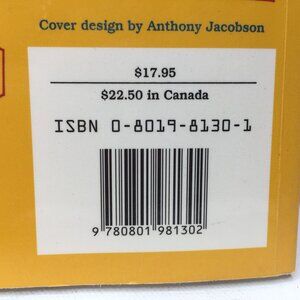 Cover design by Anthony Jacobson
$17.95
$22.50 in Canada
ISBN 0-8019-8130-1
9 780801 981302